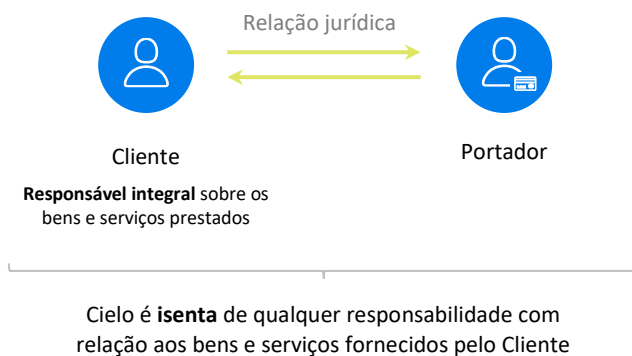 Relação jurídica
Cliente
Portador
Responsável integral sobre os
bens e serviços prestados
Cielo é isenta de qualquer responsabilidade com
relação aos bens e serviços fornecidos pelo Cliente